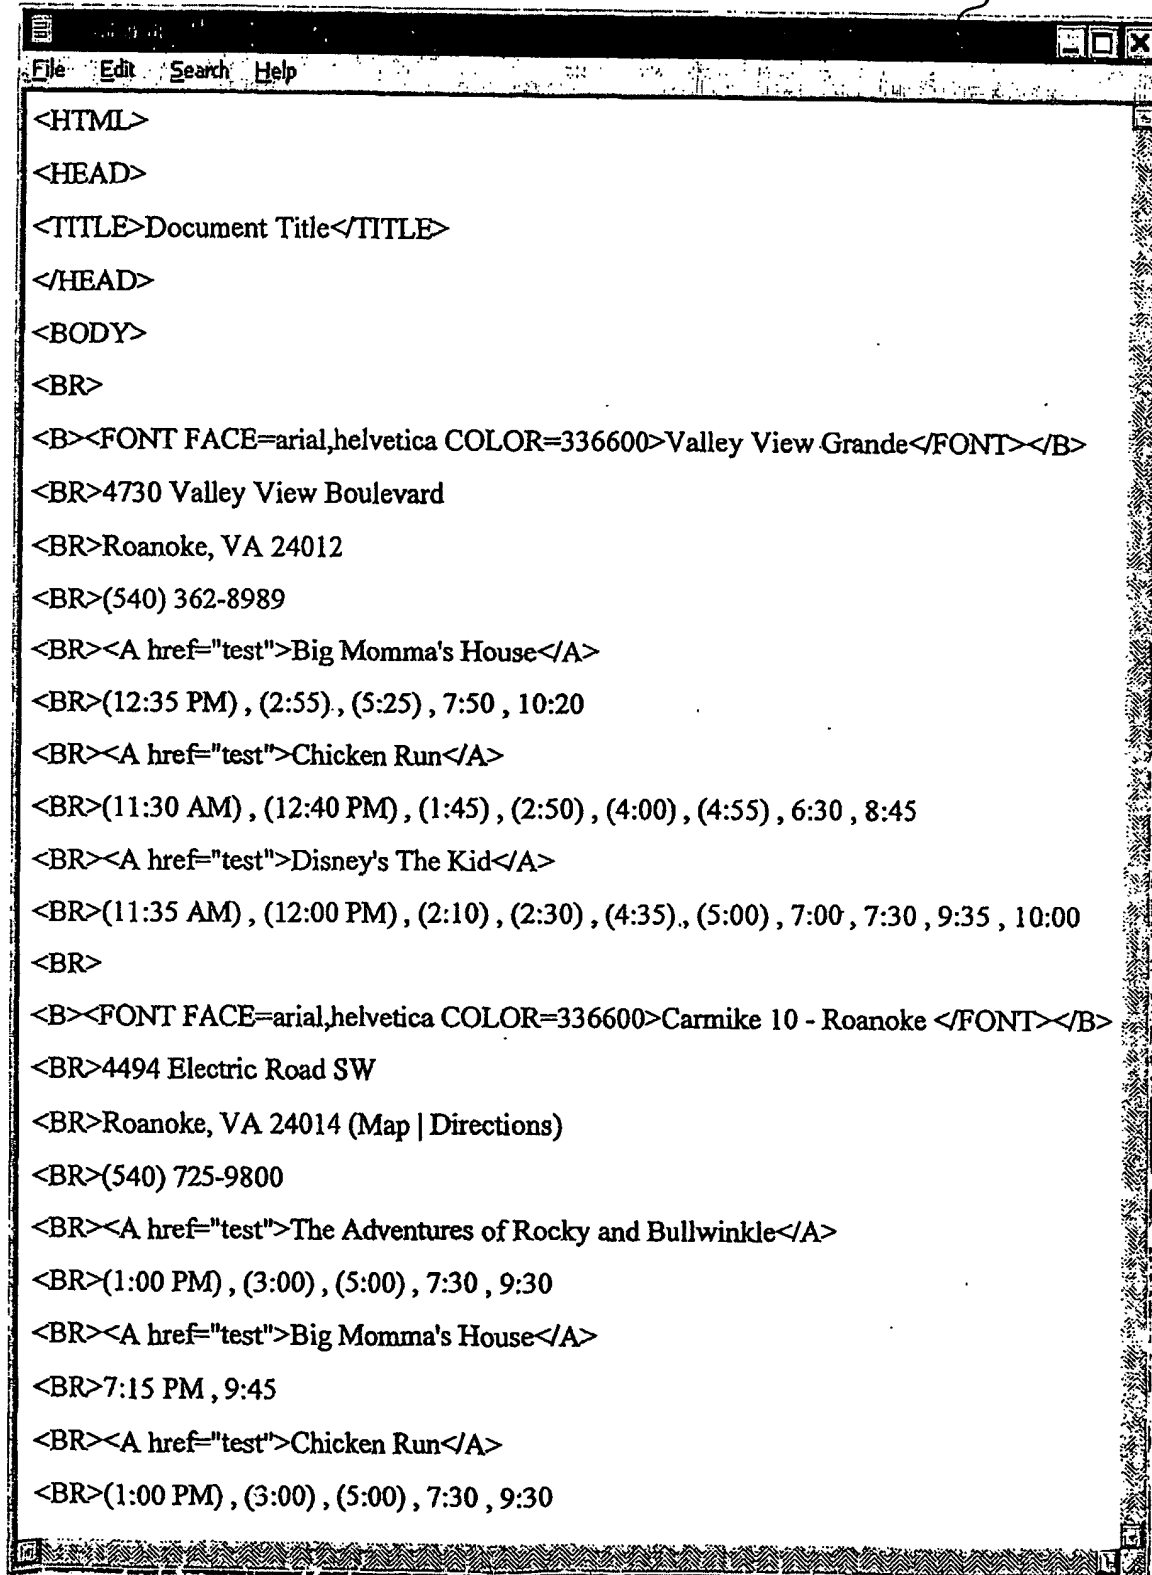 File Edit Search Help
<HTML>
<HEAD>
<TITLE>Document Title</TITLE>
</HEAD>
<BODY>
<BR>
<B><FONT FACE=arial,helvetica COLOR=336600>Valley View Grande</FONT></B>
<BR>4730 Valley View Boulevard
<BR>Roanoke, VA 24012
<BR>(540) 362-8989
<BR><A href="test">Big Momma's House</A>
<BR>(12:35 PM) , (2:55) , (5:25) , 7:50 , 10:20
<BR><A href="test">Chicken Run</A>
<BR>(11:30 AM) , (12:40 PM) , (1:45) , (2:50) , (4:00) , (4:55) , 6:30 , 8:45
<BR><A href="test">Disney's The Kid</A>
<BR>(11:35 AM) , (12:00 PM) , (2:10) , (2:30) , (4:35) , (5:00) , 7:00 , 7:30 , 9:35 , 10:00
<BR>
<B><FONT FACE=arial,helvetica COLOR=336600>Carmike 10 - Roanoke </FONT></B>
<BR>4494 Electric Road SW
<BR>Roanoke, VA 24014 (Map | Directions)
<BR>(540) 725-9800
<BR><A href="test">The Adventures of Rocky and Bullwinkle</A>
<BR>(1:00 PM) , (3:00) , (5:00) , 7:30 , 9:30
<BR><A href="test">Big Momma's House</A>
<BR>7:15 PM , 9:45
<BR><A href="test">Chicken Run</A>
<BR>(1:00 PM) , (3:00) , (5:00) , 7:30 , 9:30